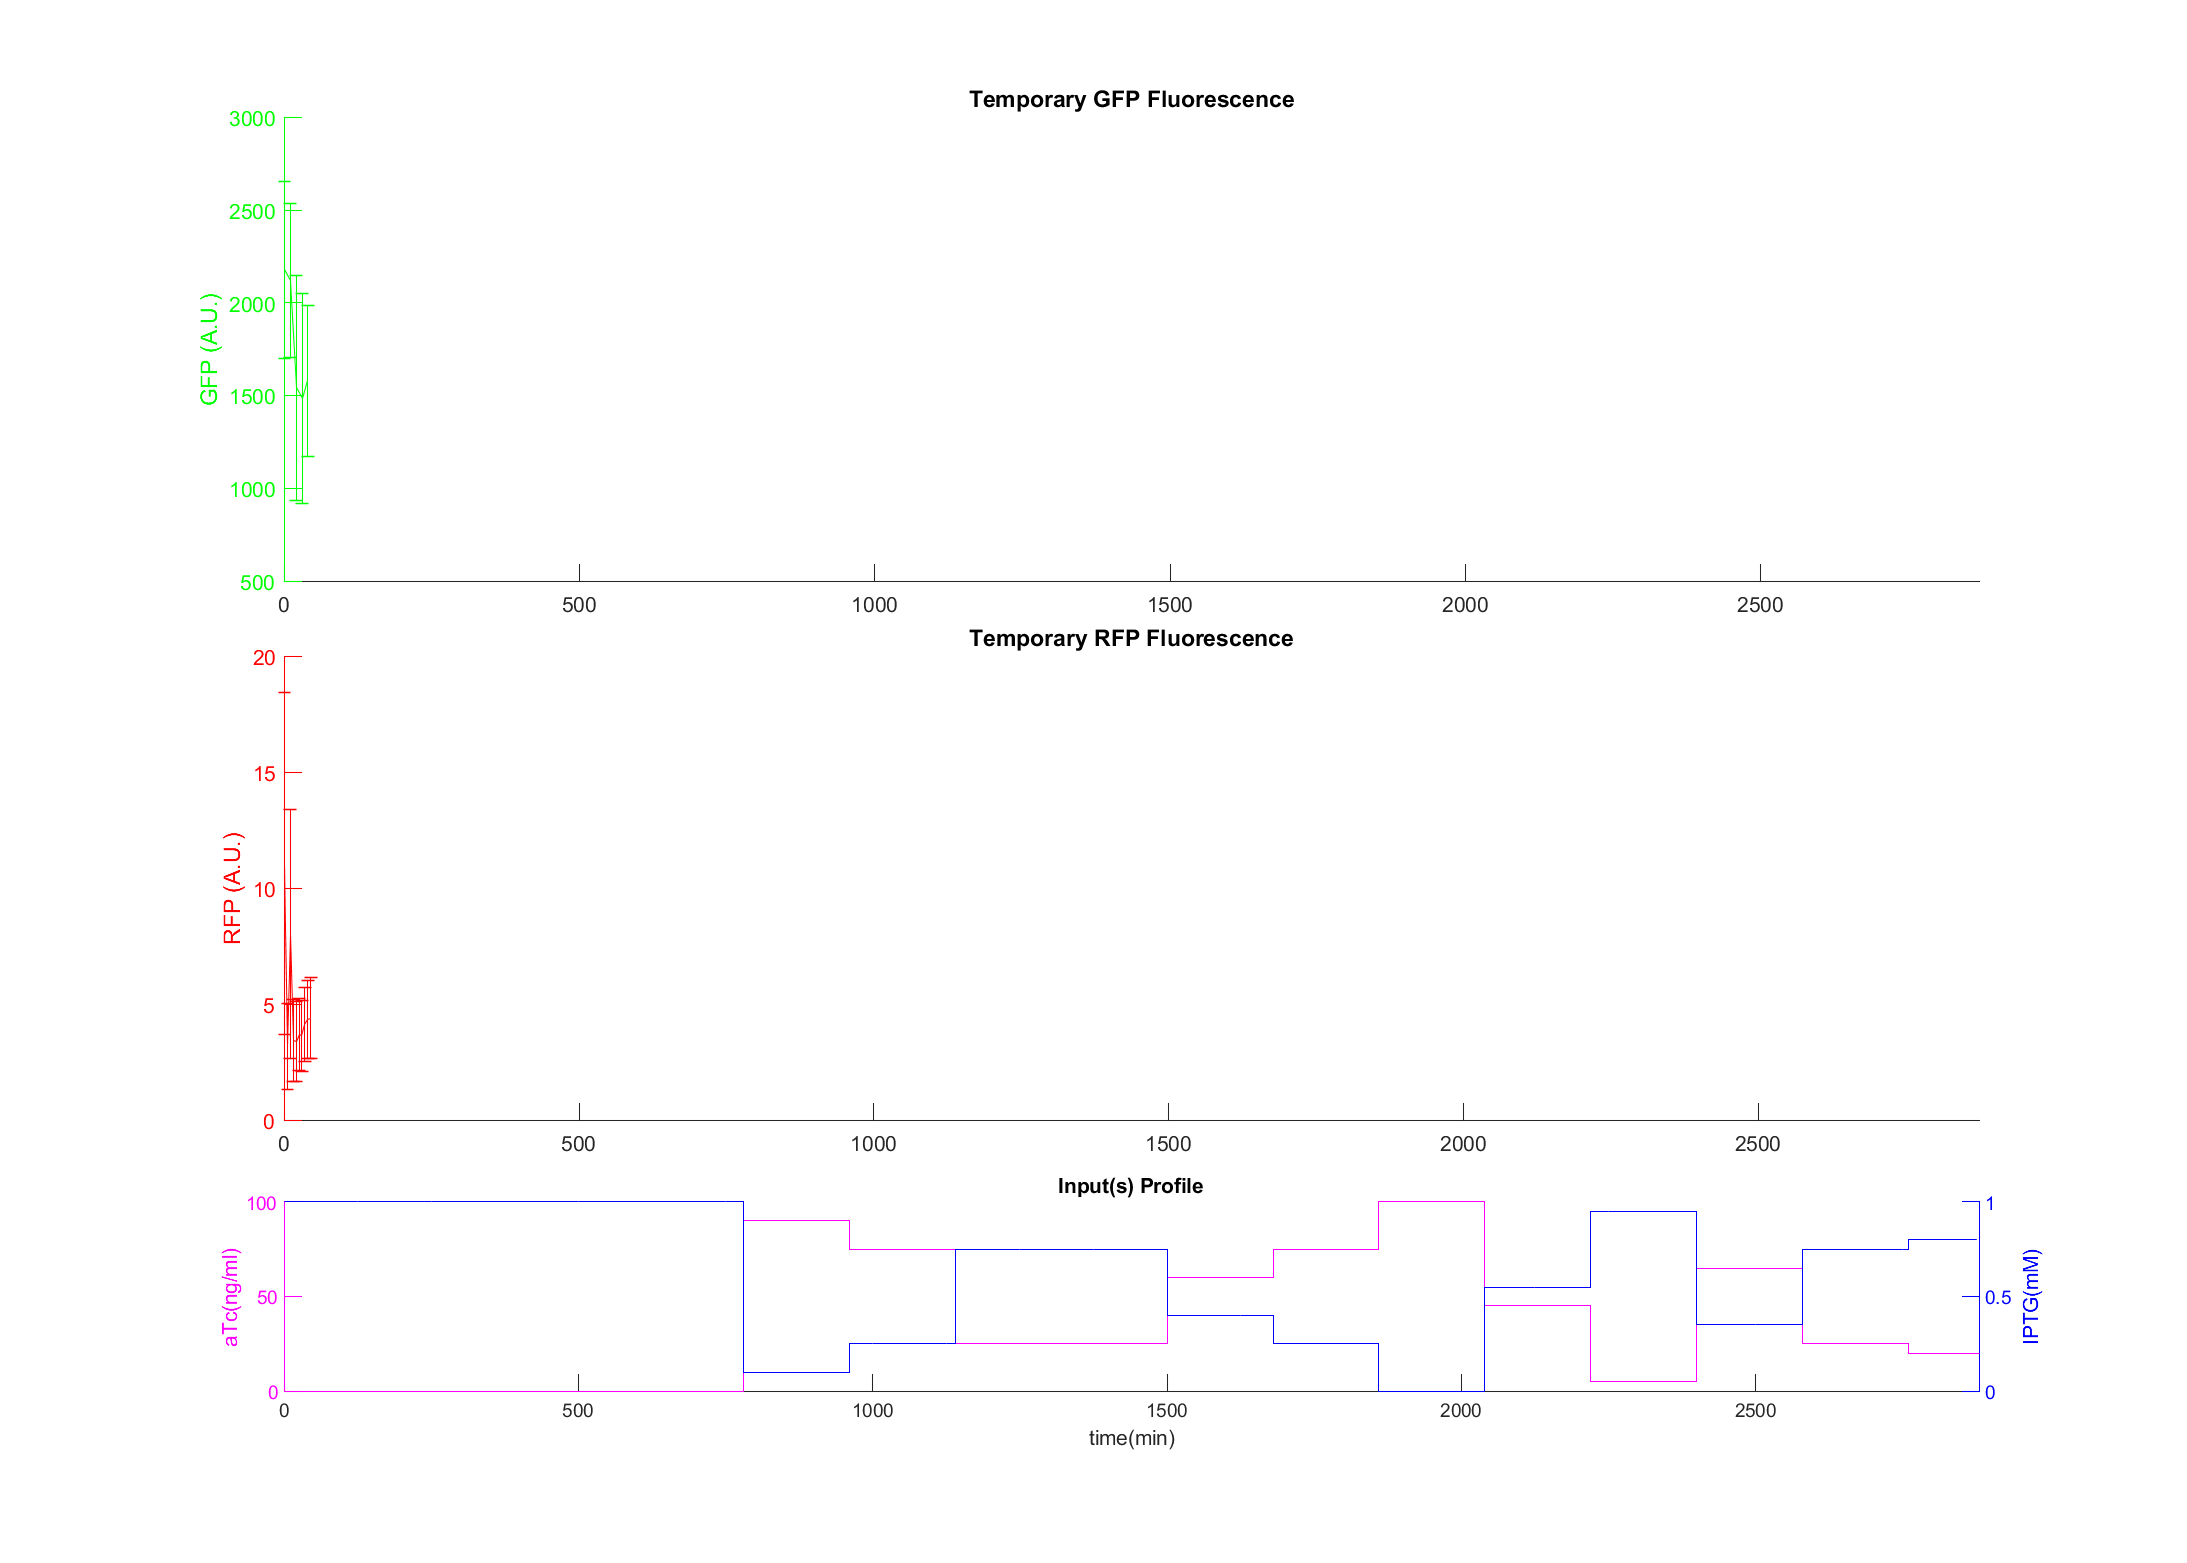 Temporary GFP Fluorescence
3000
2500
2000
1500
1000
500
GFP (A.U.)
0 500 1000 1500 2000 2500
Temporary RFP Fluorescence
20
15
10
5
0
RFP (A.U.)
0 500 1000 1500 2000 2500
Input(s) Profile
100
50
0
aTc(ng/ml)
1
0.5
0
IPTG(mM)
0 500 1000 1500 2000 2500
time(min)